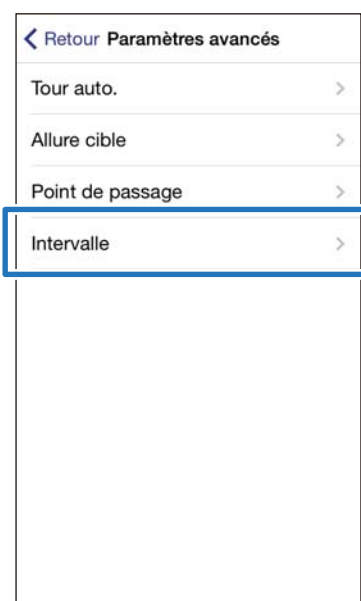 Retour Paramètres avancés
Tour auto.
Allure cible
Point de passage
Intervalle